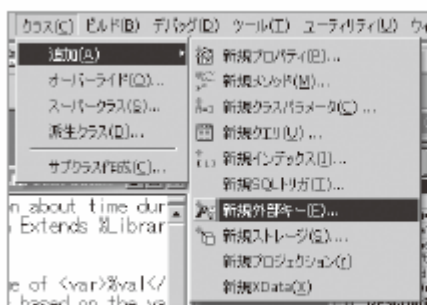 クラス(C) ビルド(B) デバッグ(D) ツール(T) ユーティリティ(U) ウィ
追加(A)
オーバーライド(O)...
スーパークラス(S)...
派生クラス(D)...
サブクラス作成(C)...
新規プロパティ(P)...
新規メソッド(M)...
新規クラスパラメータ(C) ...
新規クエリ(U) ...
新規インデックス(I)...
新規SQLトリガ(T)...
新規外部キー(E)...
新規ストレージ(S)...
新規プロジェクション(r)
新規XData(X)
n about time dur
Extends %Librar
e of <var>%val</
based on the va